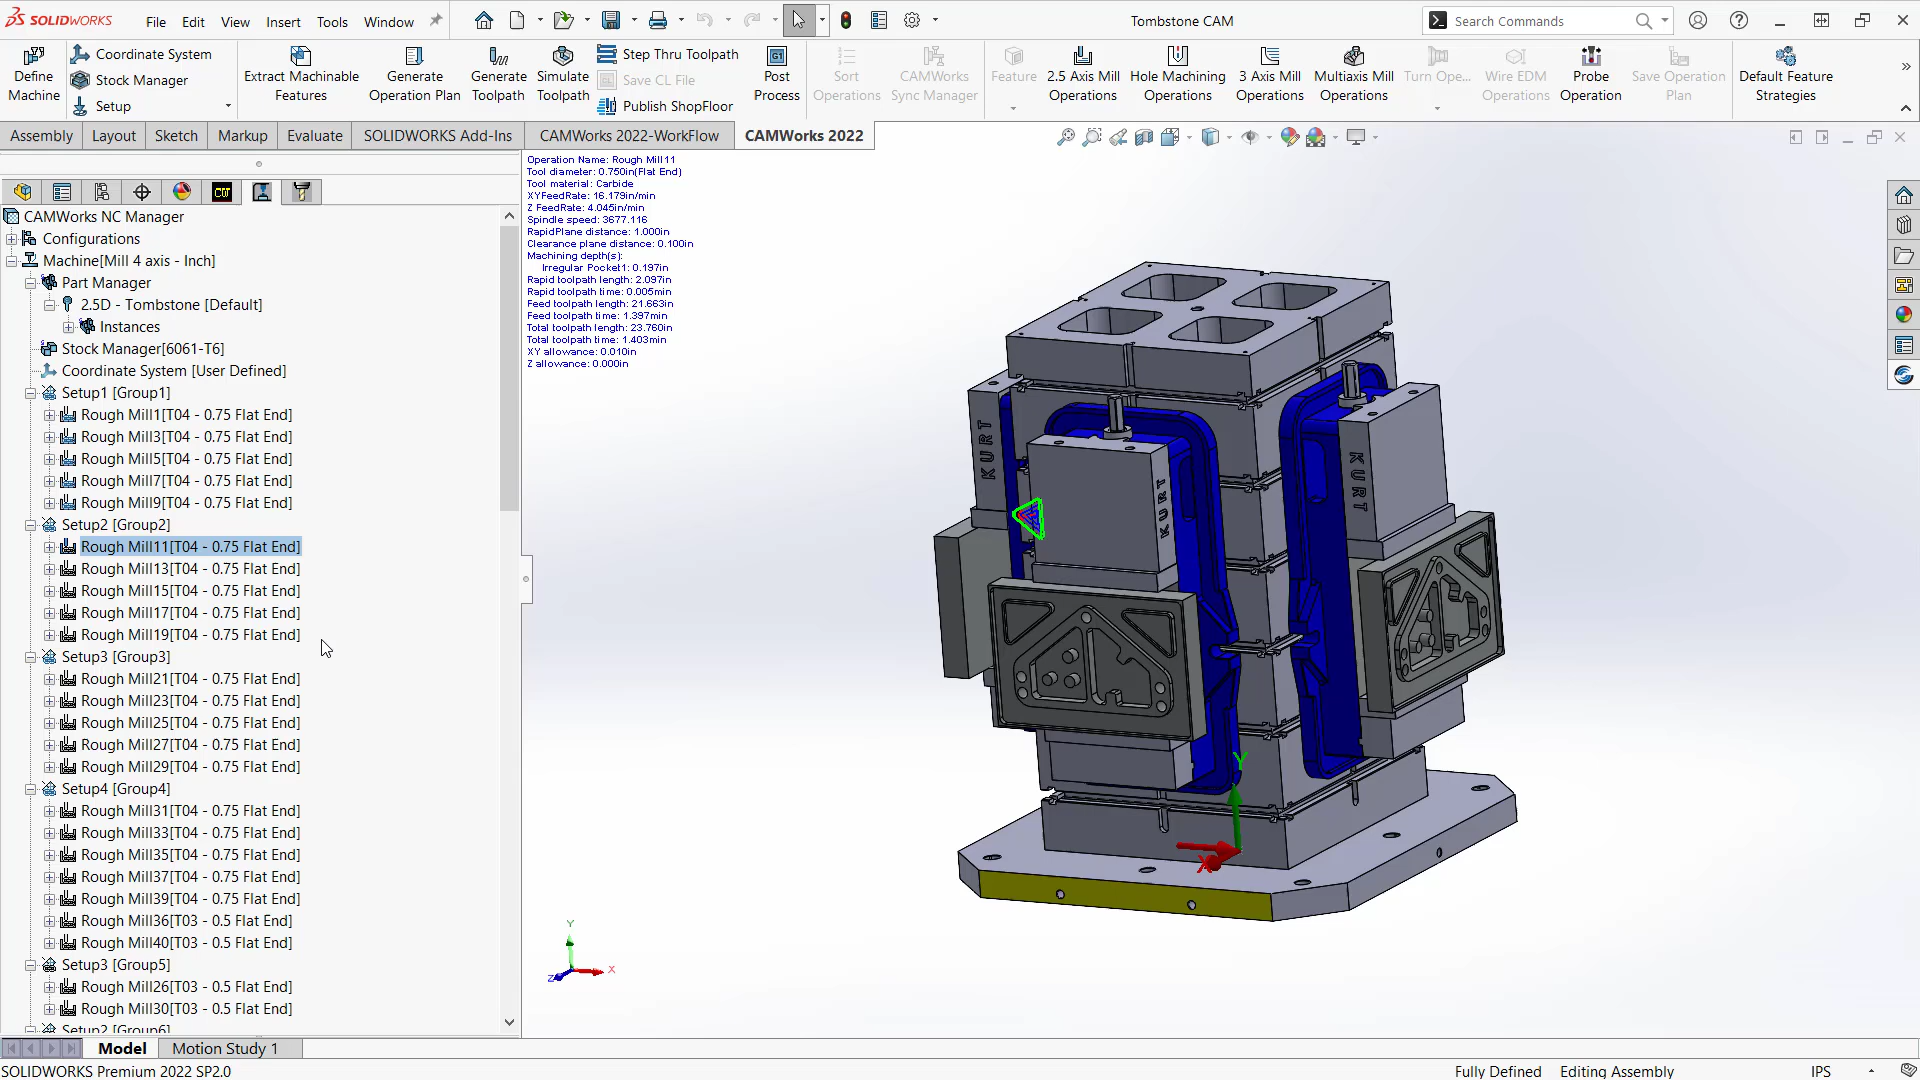 SOLIDWORKS File Edit View Insert Tools Window Tombstone CAM Search Commands
Define Machine
Coordinate System
Stock Manager
Setup
Extract Machinable Features
Generate Operation Plan
Generate Toolpath
Simulate Toolpath
Step Thru Toolpath
Save CL File
Publish ShopFloor
G1
Post Process
Sort Operations
CAMWorks Sync Manager
Feature
2.5 Axis Mill Operations
Hole Machining Operations
3 Axis Mill Operations
Multiaxis Mill Operations
Turn Ope...
Wire EDM Operations
Probe Operation
Save Operation Plan
Default Feature Strategies
Assembly Layout Sketch Markup Evaluate SOLIDWORKS Add-Ins CAMWorks 2022-WorkFlow CAMWorks 2022
CAMWorks NC Manager
Configurations
Machine[Mill 4 axis - Inch]
Part Manager
2.5D - Tombstone [Default]
Instances
Stock Manager[6061-T6]
Coordinate System [User Defined]
Setup1 [Group1]
Rough Mill1[T04 - 0.75 Flat End]
Rough Mill3[T04 - 0.75 Flat End]
Rough Mill5[T04 - 0.75 Flat End]
Rough Mill7[T04 - 0.75 Flat End]
Rough Mill9[T04 - 0.75 Flat End]
Setup2 [Group2]
Rough Mill11[T04 - 0.75 Flat End]
Rough Mill13[T04 - 0.75 Flat End]
Rough Mill15[T04 - 0.75 Flat End]
Rough Mill17[T04 - 0.75 Flat End]
Rough Mill19[T04 - 0.75 Flat End]
Setup3 [Group3]
Rough Mill21[T04 - 0.75 Flat End]
Rough Mill23[T04 - 0.75 Flat End]
Rough Mill25[T04 - 0.75 Flat End]
Rough Mill27[T04 - 0.75 Flat End]
Rough Mill29[T04 - 0.75 Flat End]
Setup4 [Group4]
Rough Mill31[T04 - 0.75 Flat End]
Rough Mill33[T04 - 0.75 Flat End]
Rough Mill35[T04 - 0.75 Flat End]
Rough Mill37[T04 - 0.75 Flat End]
Rough Mill39[T04 - 0.75 Flat End]
Rough Mill36[T03 - 0.5 Flat End]
Rough Mill40[T03 - 0.5 Flat End]
Setup3 [Group5]
Rough Mill26[T03 - 0.5 Flat End]
Rough Mill30[T03 - 0.5 Flat End]
Setup2 [Group6]
Operation Name: Rough Mill11
Tool diameter: 0.750in(Flat End)
Tool material: Carbide
XYFeedRate: 16.179in/min
Z FeedRate: 4.045in/min
Spindle speed: 3677.116
RapidPlane distance: 1.000in
Clearance plane distance: 0.100in
Machining depth(s):
Irregular Pocket1: 0.197in
Rapid toolpath length: 2.097in
Rapid toolpath time: 0.005min
Feed toolpath length: 21.663in
Feed toolpath time: 1.397min
Total toolpath length: 23.760in
Total toolpath time: 1.403min
XY allowance: 0.010in
Z allowance: 0.000in
KURT
KURT
KURT
Y
X
Y
X
Z
Model Motion Study 1
SOLIDWORKS Premium 2022 SP2.0 Fully Defined Editing Assembly IPS